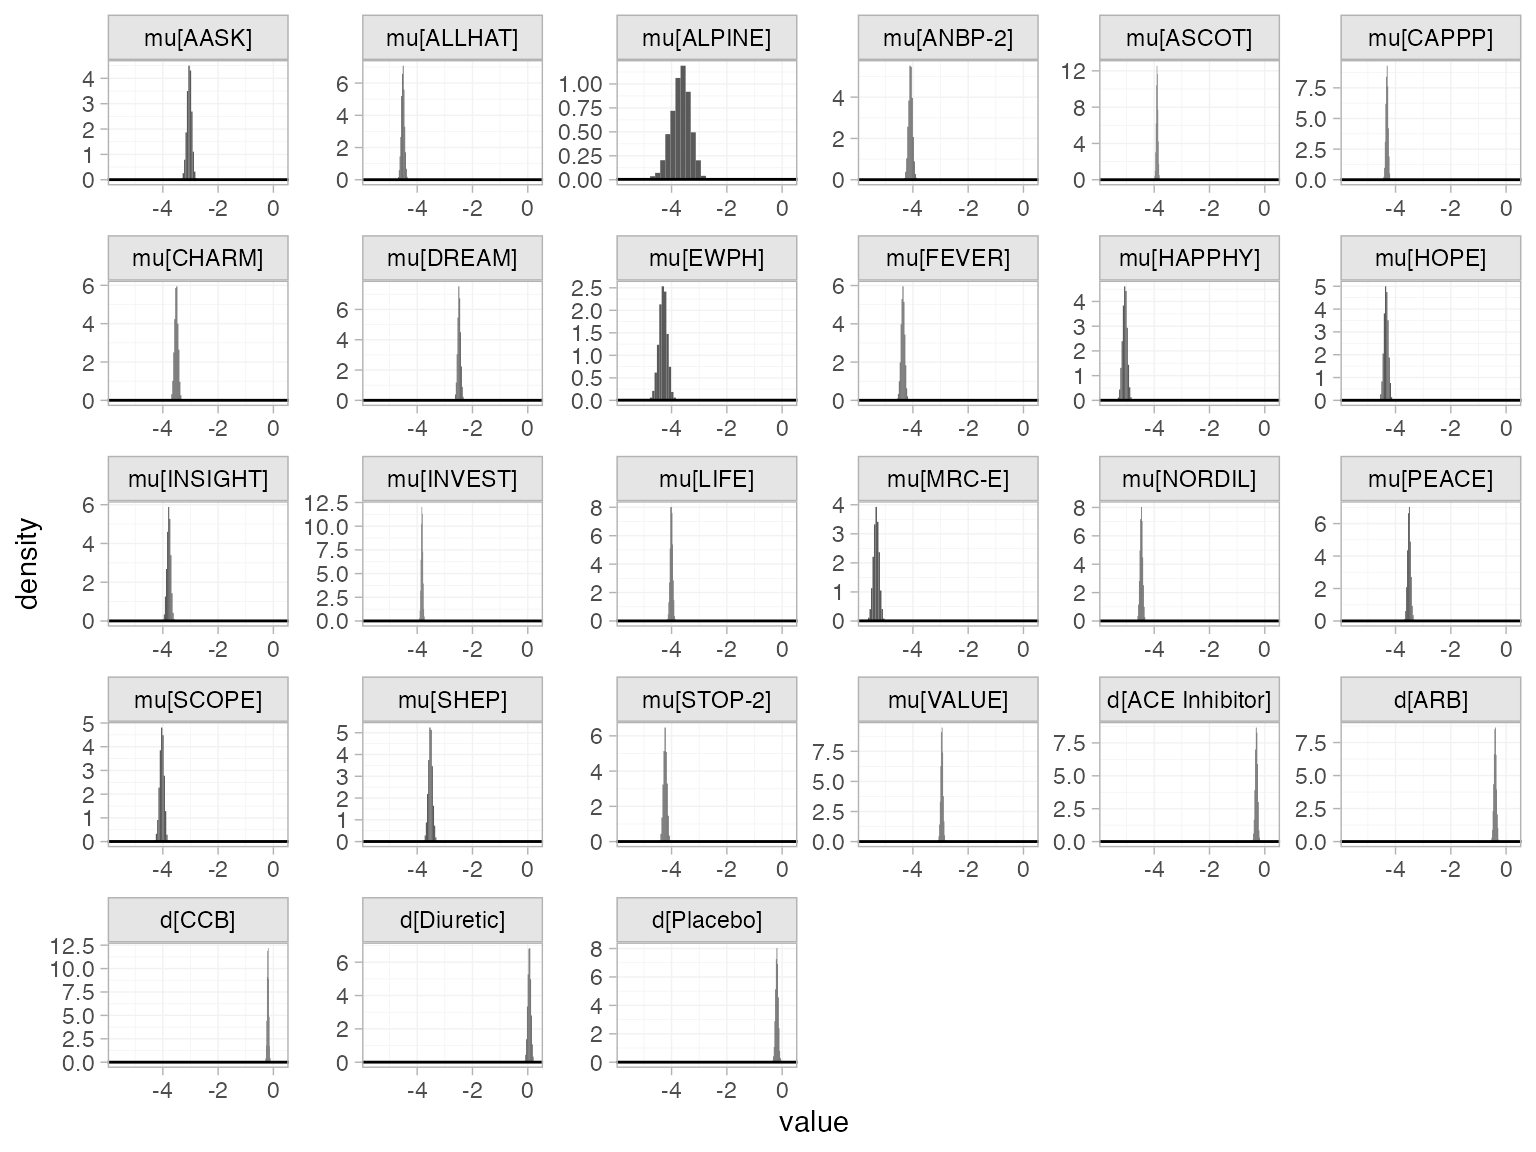 mu[AASK] mu[ALLHAT] mu[ALPINE] mu[ANBP-2] mu[ASCOT] mu[CAPPP]
4 3 2 1 0
6 4 2 0
1.00 0.75 0.50 0.25 0.00
4 2 0
12 8 4 0
7.5 5.0 2.5 0.0
-4 -2 0 -4 -2 0 -4 -2 0 -4 -2 0 -4 -2 0 -4 -2 0
mu[CHARM] mu[DREAM] mu[EWPH] mu[FEVER] mu[HAPPHY] mu[HOPE]
6 4 2 0
6 4 2 0
2.5 2.0 1.5 1.0 0.5 0.0
6 4 2 0
4 3 2 1 0
5 4 3 2 1 0
-4 -2 0 -4 -2 0 -4 -2 0 -4 -2 0 -4 -2 0 -4 -2 0
mu[INSIGHT] mu[INVEST] mu[LIFE] mu[MRC-E] mu[NORDIL] mu[PEACE]
6 4 2 0
12.5 10.0 7.5 5.0 2.5 0.0
8 6 4 2 0
4 3 2 1 0
8 6 4 2 0
6 4 2 0
-4 -2 0 -4 -2 0 -4 -2 0 -4 -2 0 -4 -2 0 -4 -2 0
mu[SCOPE] mu[SHEP] mu[STOP-2] mu[VALUE] d[ACE Inhibitor] d[ARB]
5 4 3 2 1 0
5 4 3 2 1 0
6 4 2 0
7.5 5.0 2.5 0.0
7.5 5.0 2.5 0.0
7.5 5.0 2.5 0.0
-4 -2 0 -4 -2 0 -4 -2 0 -4 -2 0 -4 -2 0 -4 -2 0
d[CCB] d[Diuretic] d[Placebo]
12.5 10.0 7.5 5.0 2.5 0.0
6 4 2 0
8 6 4 2 0
-4 -2 0 -4 -2 0 -4 -2 0
density
value